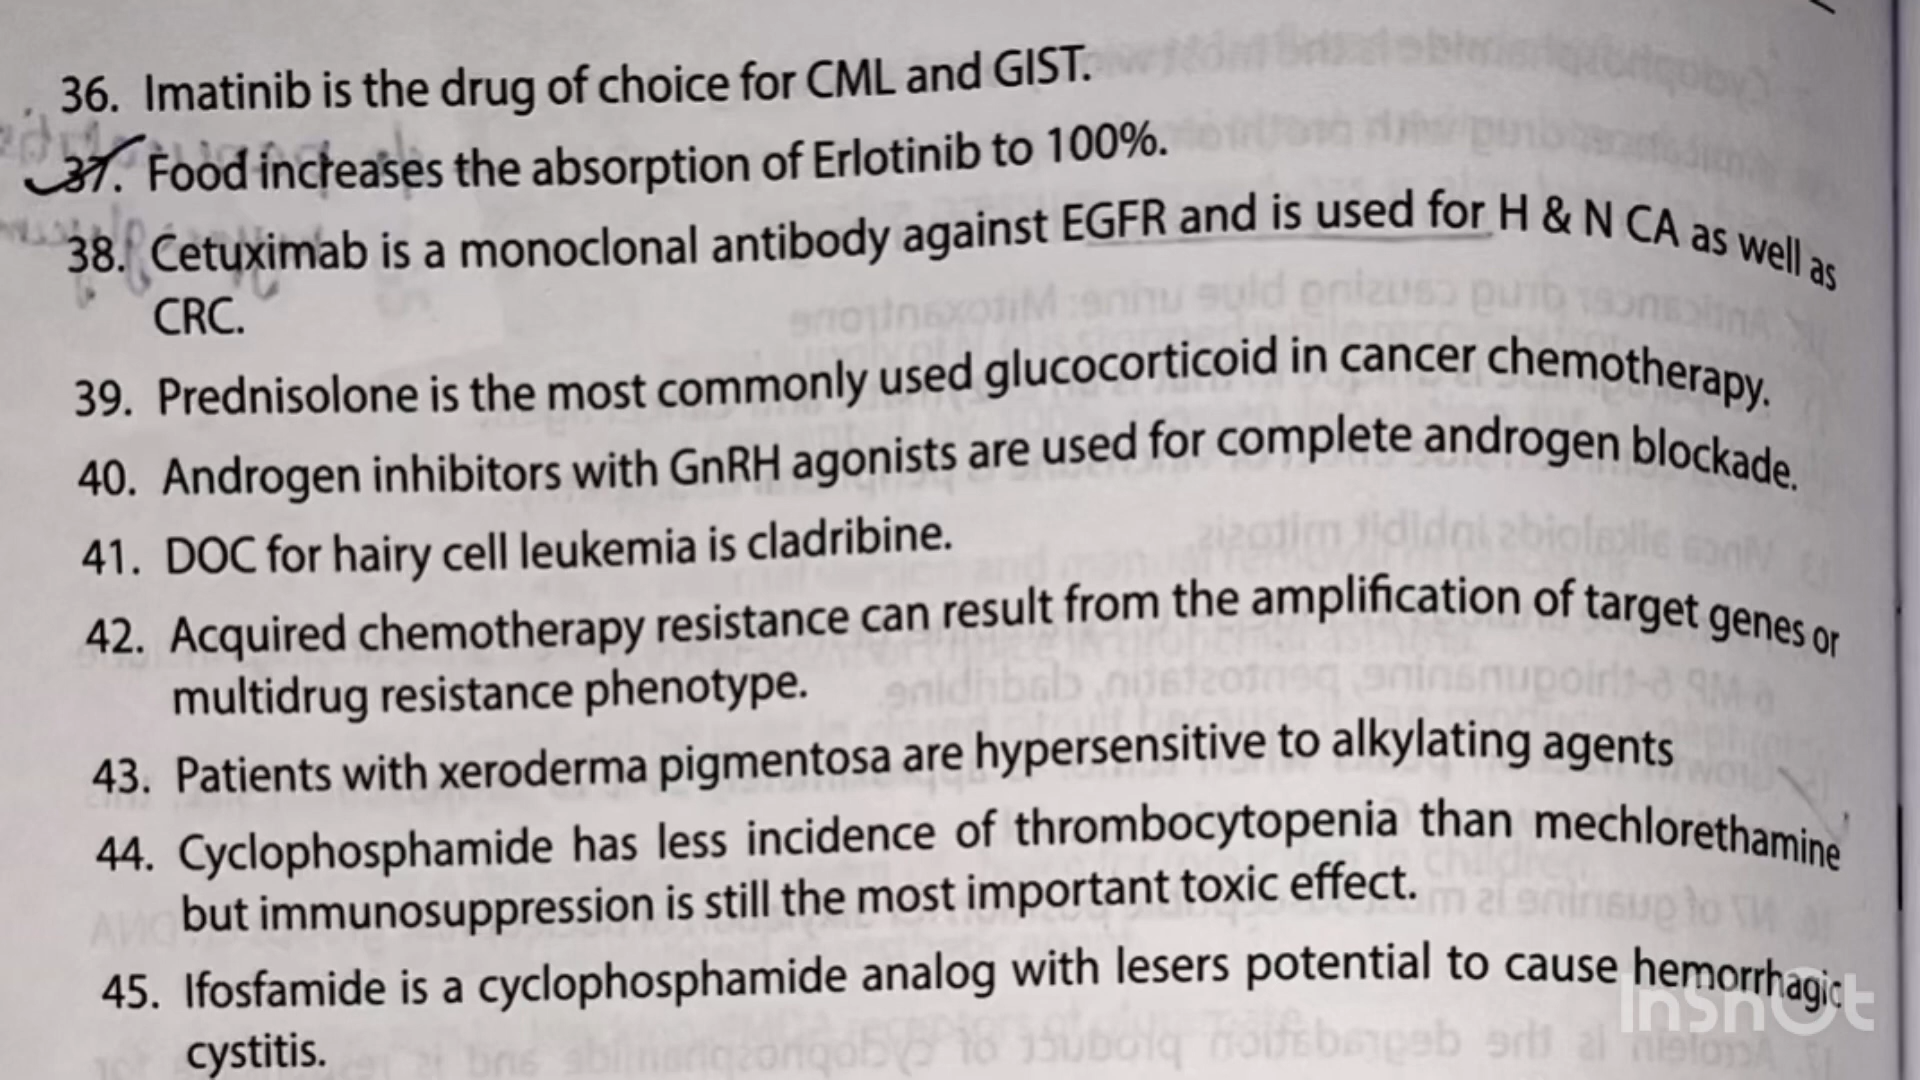 36. Imatinib is the drug of choice for CML and GIST.
37. Food increases the absorption of Erlotinib to 100%.
38. Cetuximab is a monoclonal antibody against EGFR and is used for H & N CA as well as
CRC.
39. Prednisolone is the most commonly used glucocorticoid in cancer chemotherapy.
40. Androgen inhibitors with GnRH agonists are used for complete androgen blockade.
41. DOC for hairy cell leukemia is cladribine.
42. Acquired chemotherapy resistance can result from the amplification of target genes or
multidrug resistance phenotype.
43. Patients with xeroderma pigmentosa are hypersensitive to alkylating agents
44. Cyclophosphamide has less incidence of thrombocytopenia than mechlorethamine
but immunosuppression is still the most important toxic effect.
45. Ifosfamide is a cyclophosphamide analog with lesers potential to cause hemorrhagic
cystitis.
InShOt